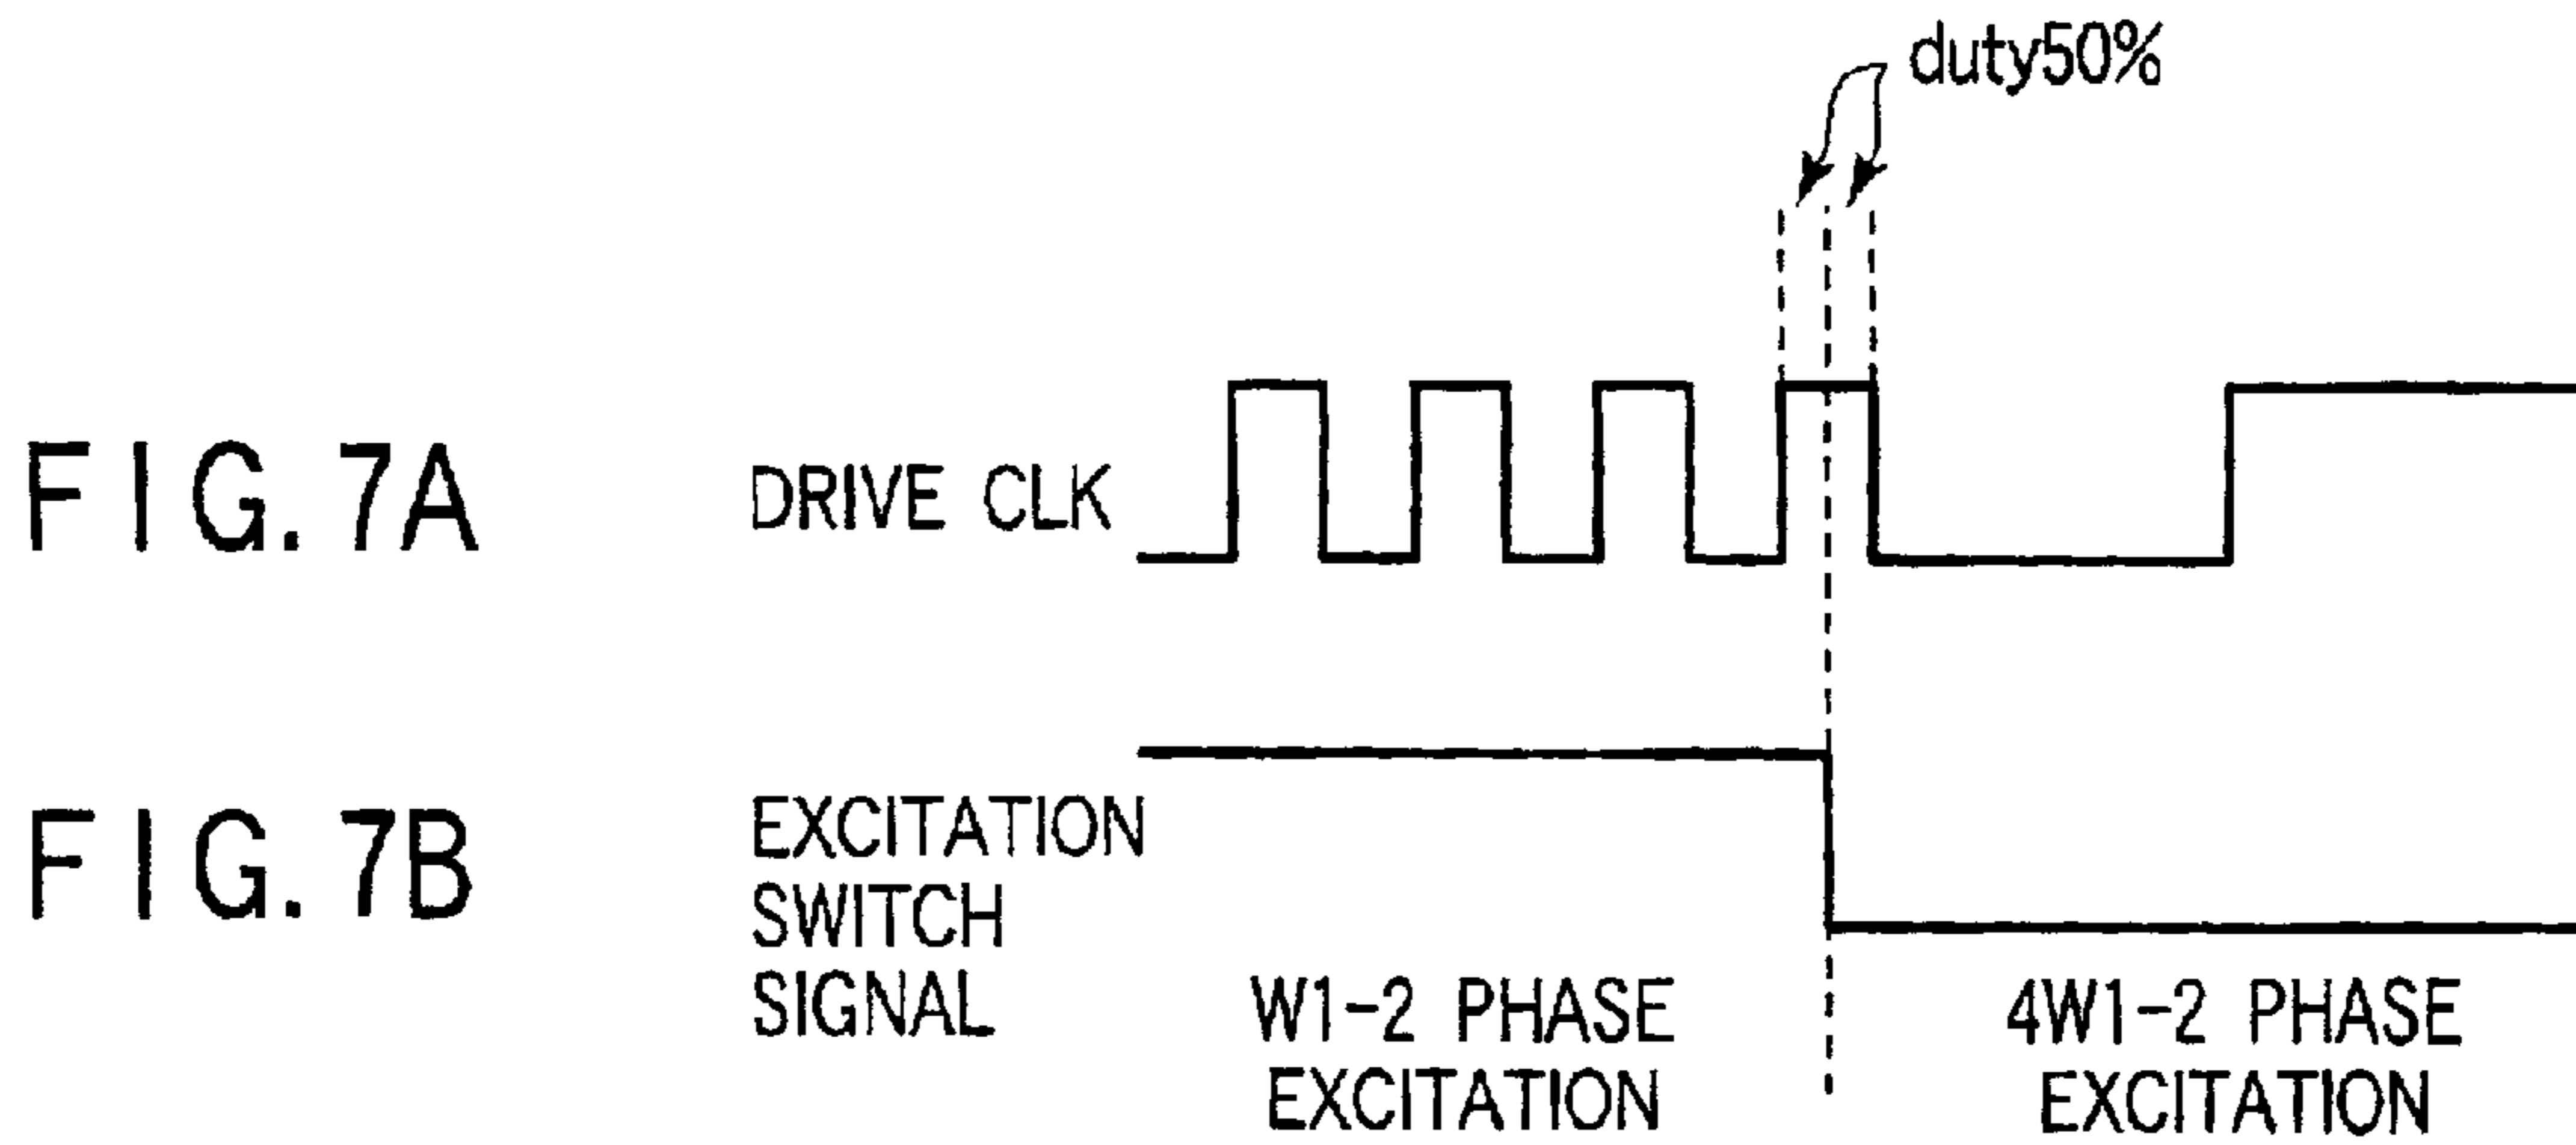 duty50%
FIG. 7A
DRIVE CLK
FIG. 7B
EXCITATION
SWITCH
SIGNAL
W1-2 PHASE
EXCITATION
4W1-2 PHASE
EXCITATION